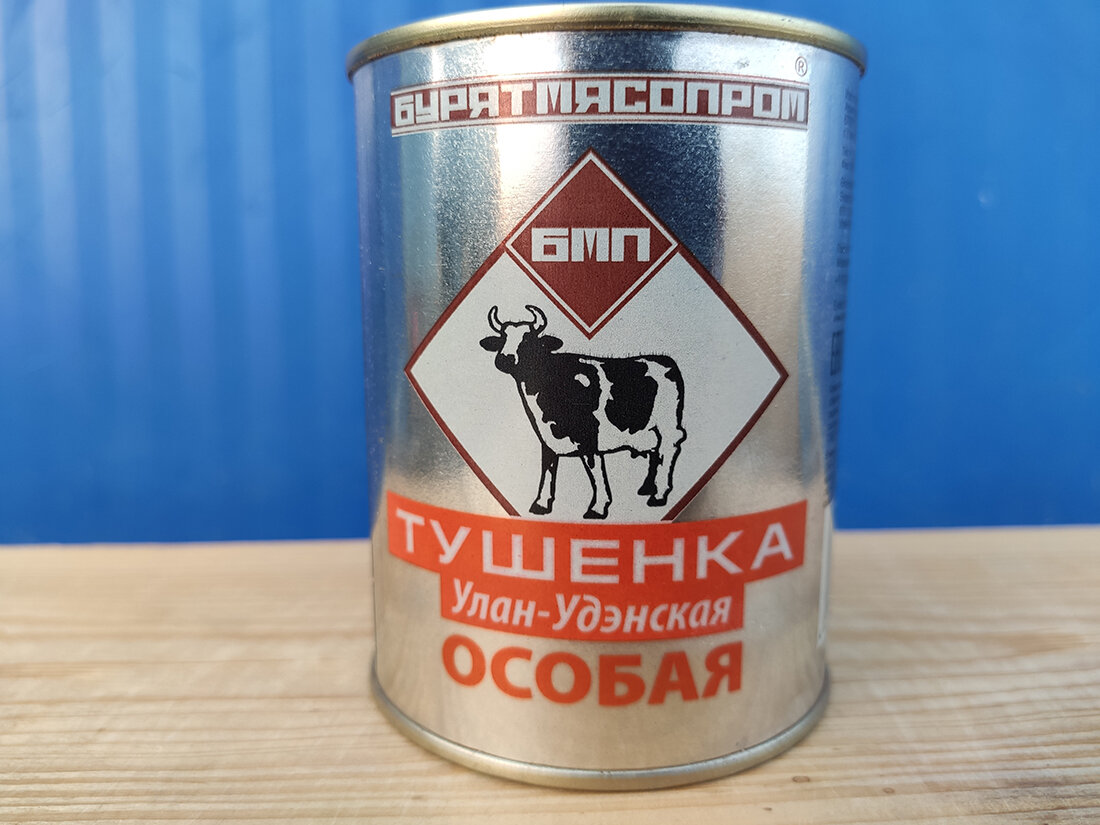 ®
БУРЯТМЯСОПРОМ
БМП
ТУШЕНКА
Улан-Удэнская
ОСОБАЯ